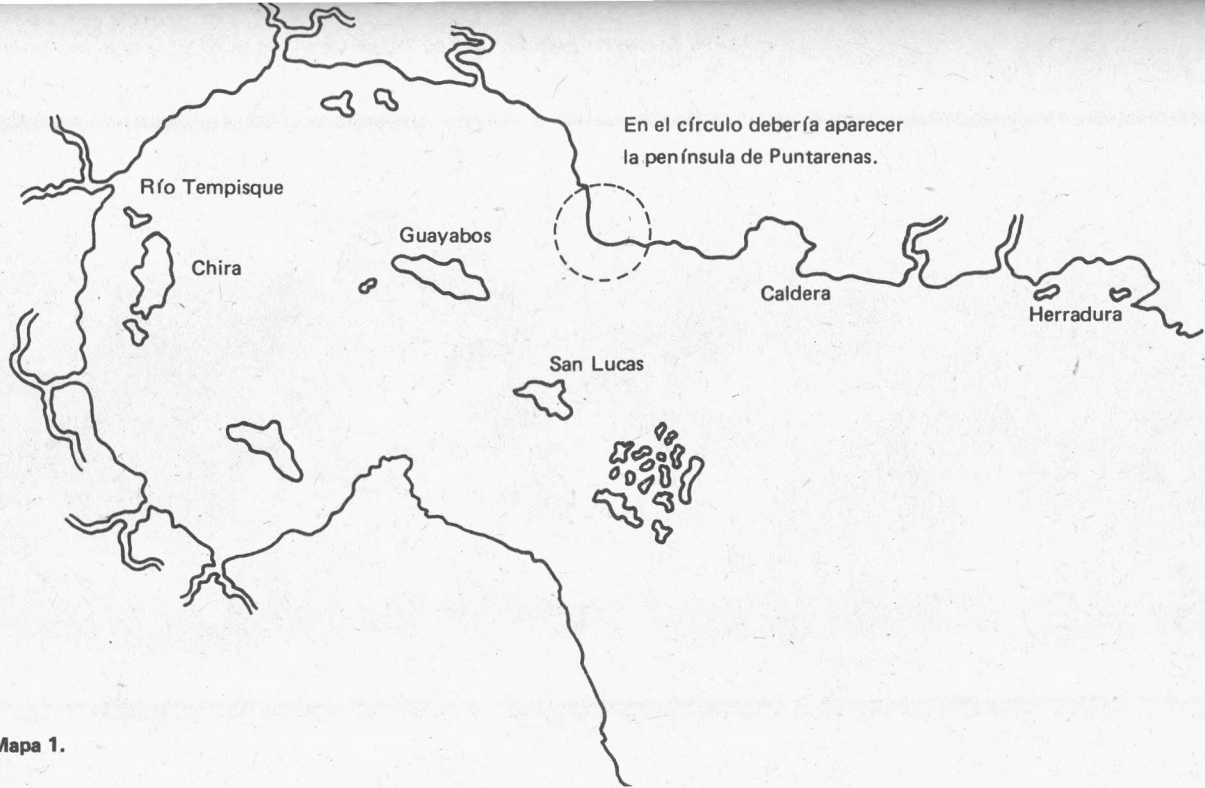 En el círculo debería aparecer
la península de Puntarenas.
Río Tempisque
Guayabos
Chira
Caldera
Herradura
San Lucas
Mapa 1.